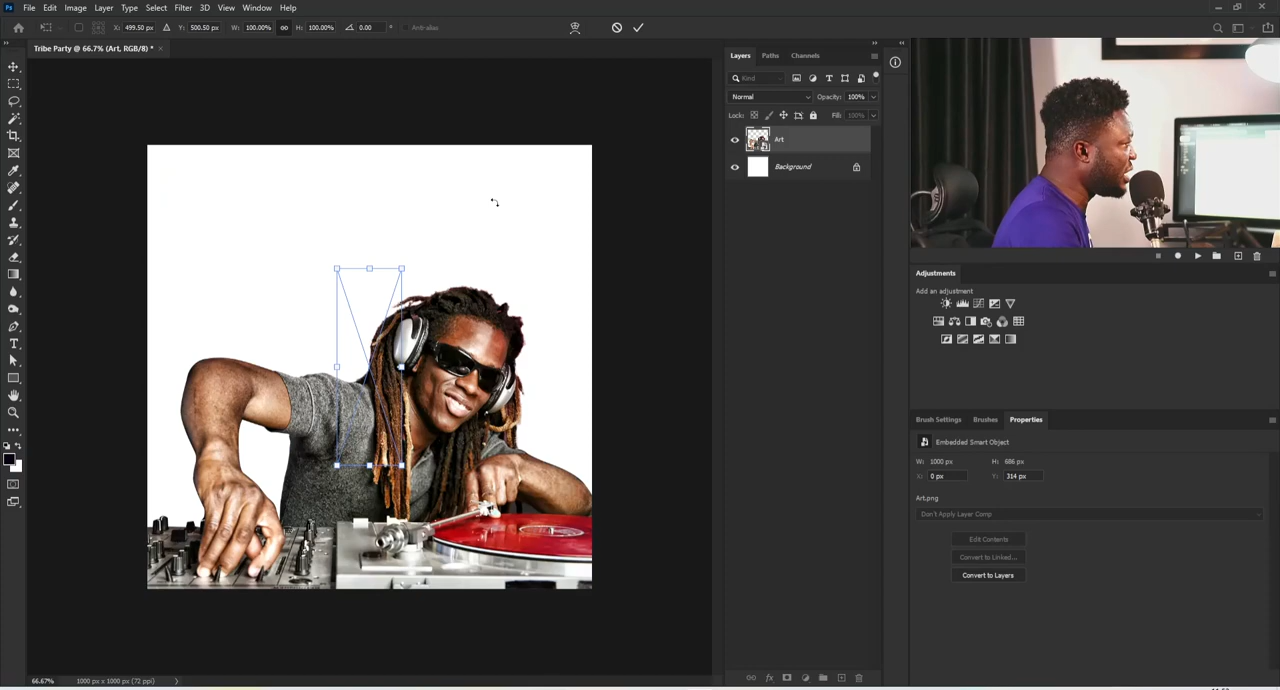 Ps File Edit Image Layer Type Select Filter 3D View Window Help
X: 499.50 px Y: 500.50 px W: 100.00% H: 100.00% 0.00 ° Anti-alias
Tribe Party @ 66.7% (Art, RGB/8) * ×
Layers Paths Channels
Kind
Normal Opacity: 100%
Lock: Fill: 100%
Art
Background
Adjustments
Add an adjustment
Brush Settings Brushes Properties
Embedded Smart Object
W: 1000 px H: 686 px
X: 0 px Y: 314 px
Art.png
Don't Apply Layer Comp
Edit Contents
Convert to Linked...
Convert to Layers
66.67% 1000 px x 1000 px (72 ppi)